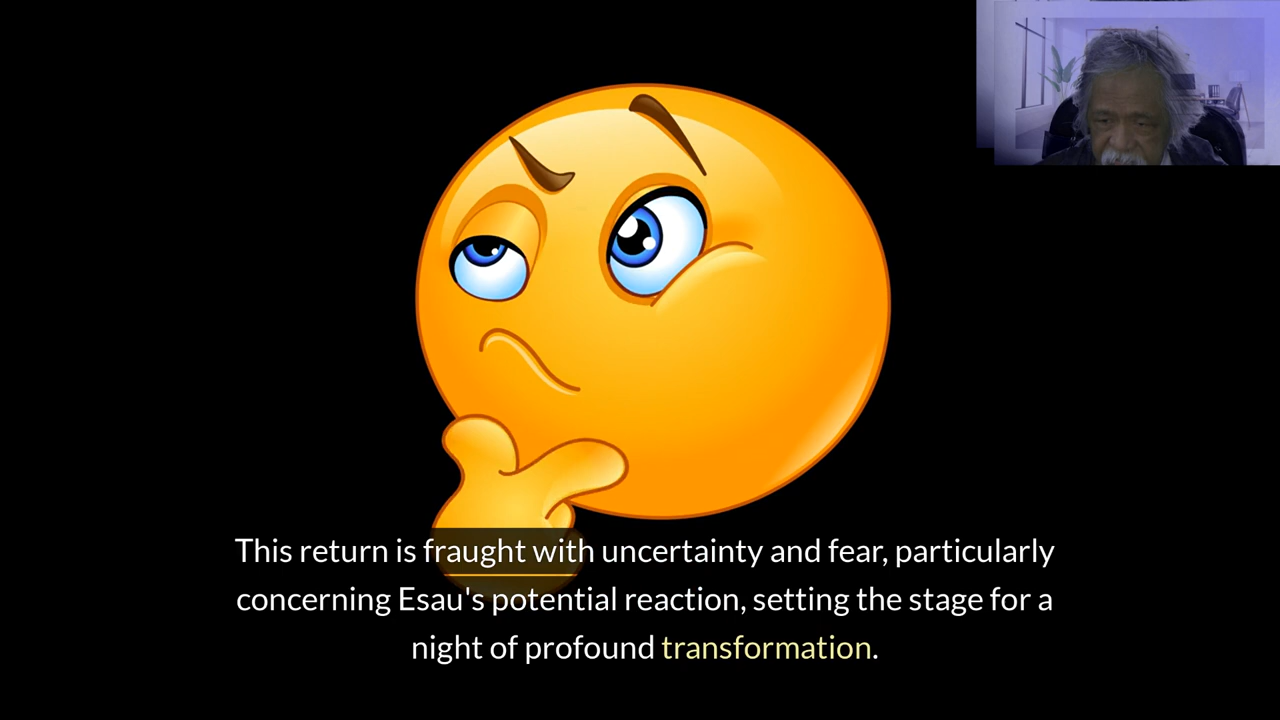 This return is fraught with uncertainty and fear, particularly
concerning Esau's potential reaction, setting the stage for a
night of profound transformation.